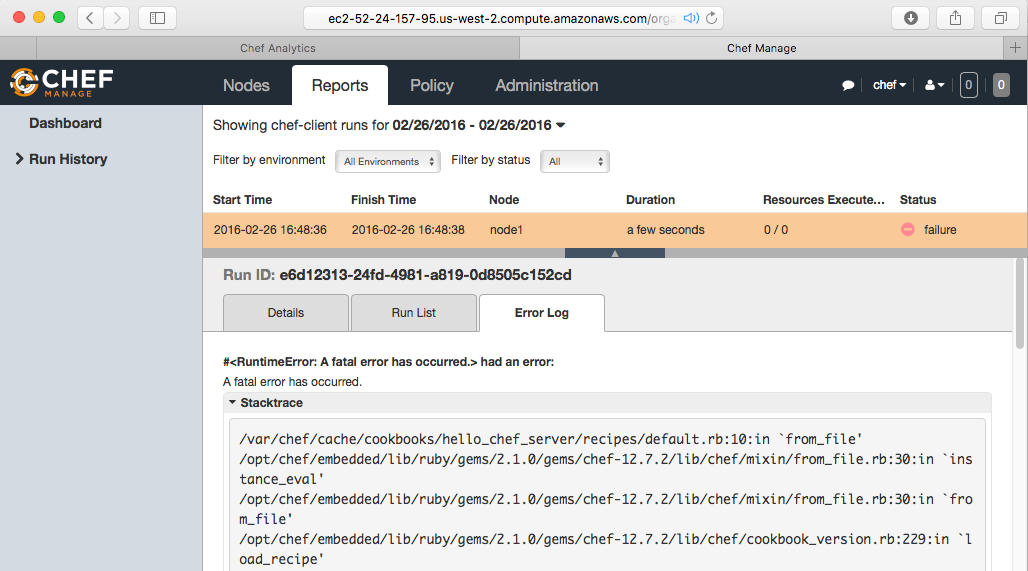 ec2-52-24-157-95.us-west-2.compute.amazonaws.com/orga
Chef Analytics
Chef Manage
CHEF
MANAGE
Nodes
Reports
Policy
Administration
chef
0
0
Dashboard
Run History
Showing chef-client runs for 02/26/2016 - 02/26/2016
Filter by environment All Environments Filter by status All
Start Time Finish Time Node Duration Resources Execute... Status
2016-02-26 16:48:36 2016-02-26 16:48:38 node1 a few seconds 0 / 0 failure
Run ID: e6d12313-24fd-4981-a819-0d8505c152cd
Details
Run List
Error Log
#<RuntimeError: A fatal error has occurred.> had an error:
A fatal error has occurred.
Stacktrace
/var/chef/cache/cookbooks/hello_chef_server/recipes/default.rb:10:in `from_file'
/opt/chef/embedded/lib/ruby/gems/2.1.0/gems/chef-12.7.2/lib/chef/mixin/from_file.rb:30:in `ins
tance_eval'
/opt/chef/embedded/lib/ruby/gems/2.1.0/gems/chef-12.7.2/lib/chef/mixin/from_file.rb:30:in `fro
m_file'
/opt/chef/embedded/lib/ruby/gems/2.1.0/gems/chef-12.7.2/lib/chef/cookbook_version.rb:229:in `l
oad_recipe'